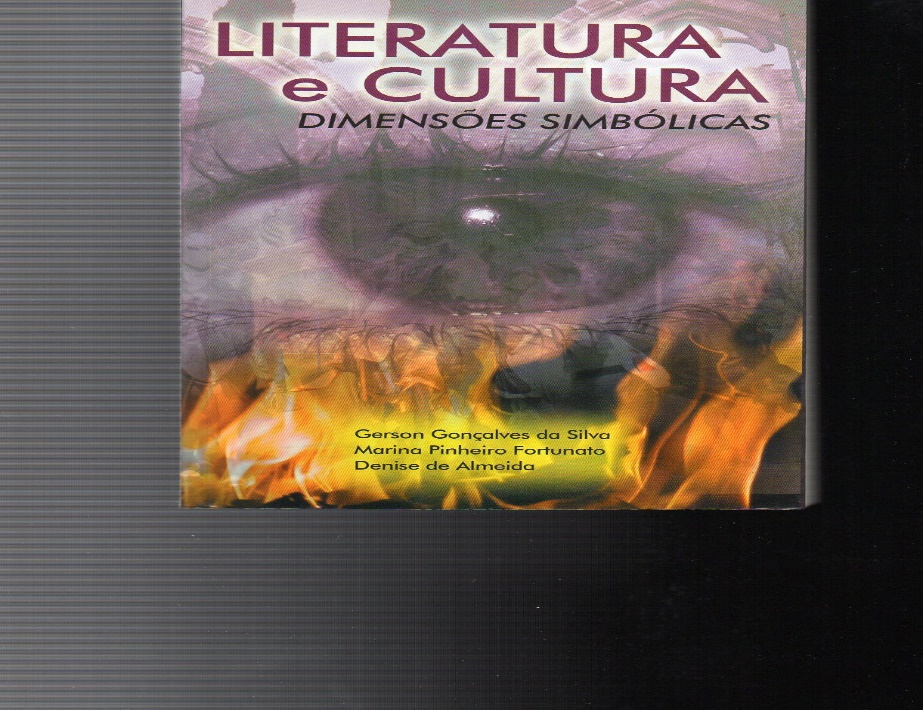 LITERATURA
e CULTURA
DIMENSÕES SIMBÓLICAS
Gerson Gonçalves da Silva
Marina Pinheiro Fortunato
Denise de Almeida